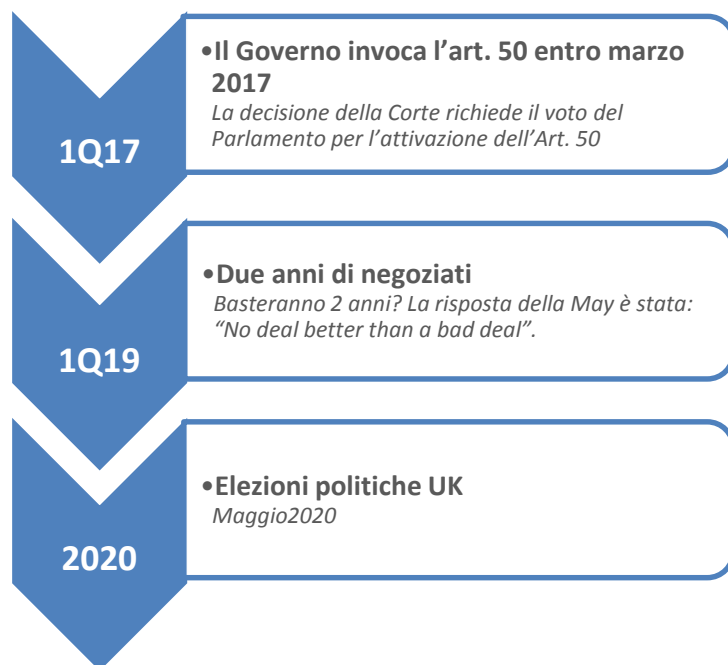 1Q17
•Il Governo invoca l’art. 50 entro marzo
2017
La decisione della Corte richiede il voto del
Parlamento per l’attivazione dell’Art. 50
1Q19
•Due anni di negoziati
Basteranno 2 anni? La risposta della May è stata:
“No deal better than a bad deal”.
2020
•Elezioni politiche UK
Maggio2020